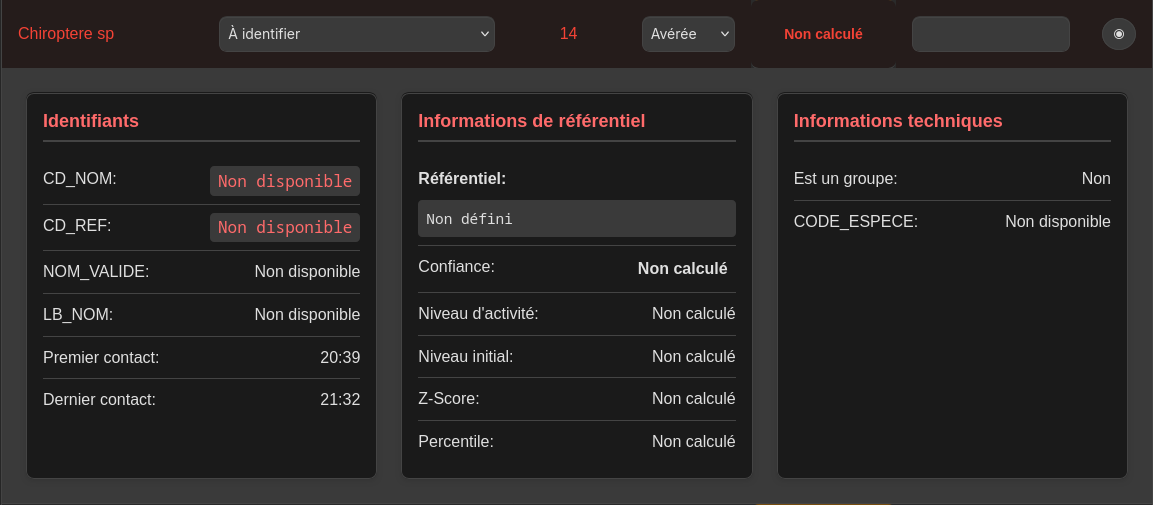 Chiroptere sp À identifier 14 Avérée Non calculé
Identifiants
CD_NOM: Non disponible
CD_REF: Non disponible
NOM_VALIDE: Non disponible
LB_NOM: Non disponible
Premier contact: 20:39
Dernier contact: 21:32
Informations de référentiel
Référentiel:
Non défini
Confiance: Non calculé
Niveau d'activité: Non calculé
Niveau initial: Non calculé
Z-Score: Non calculé
Percentile: Non calculé
Informations techniques
Est un groupe: Non
CODE_ESPECE: Non disponible